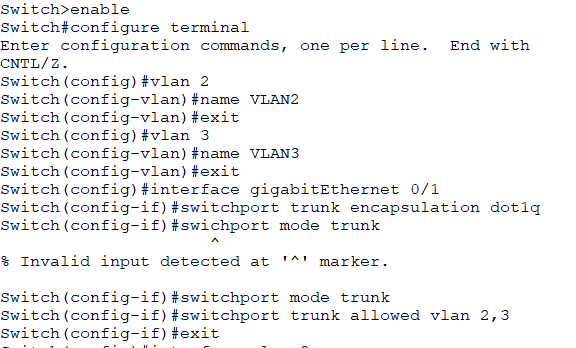 Switch>enable
Switch#configure terminal
Enter configuration commands, one per line.  End with
CNTL/Z.
Switch(config)#vlan 2
Switch(config-vlan)#name VLAN2
Switch(config-vlan)#exit
Switch(config)#vlan 3
Switch(config-vlan)#name VLAN3
Switch(config-vlan)#exit
Switch(config)#interface gigabitEthernet 0/1
Switch(config-if)#switchport trunk encapsulation dot1q
Switch(config-if)#swichport mode trunk
^
% Invalid input detected at '^' marker.
Switch(config-if)#switchport mode trunk
Switch(config-if)#switchport trunk allowed vlan 2,3
Switch(config-if)#exit